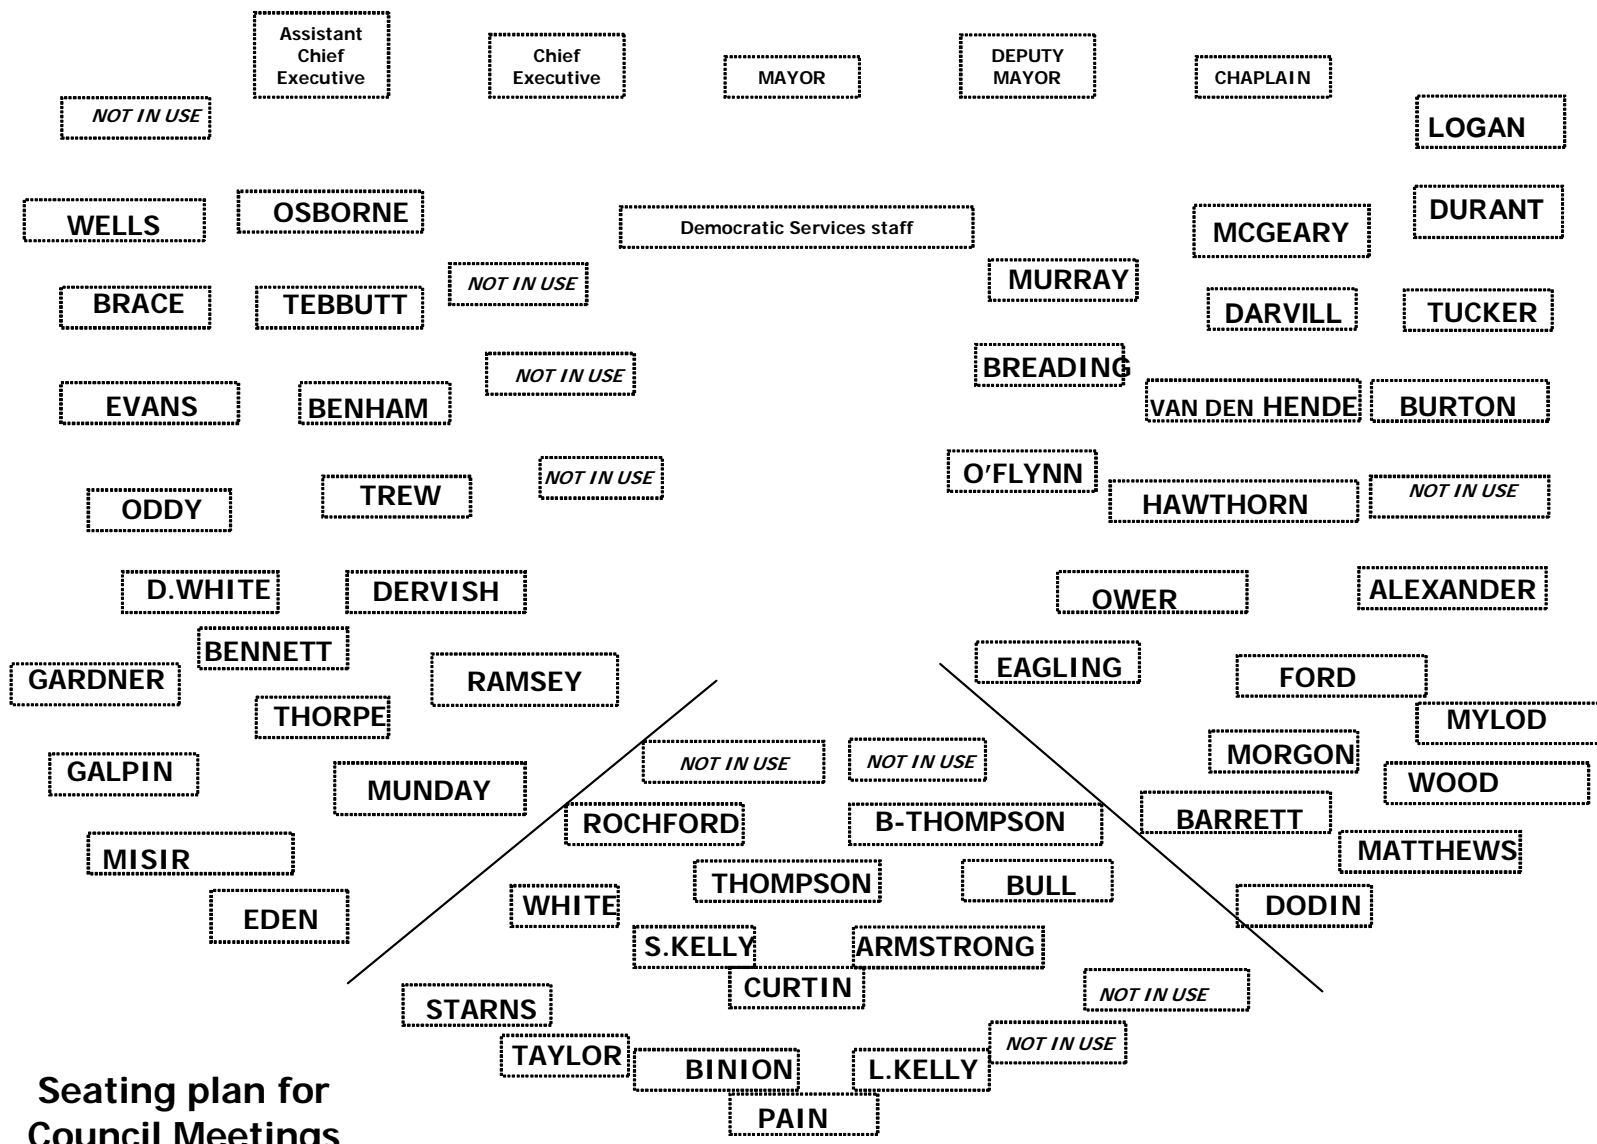 Assistant
Chief
Executive
Chief
Executive
MAYOR
DEPUTY
MAYOR
CHAPLAIN
NOT IN USE
LOGAN
WELLS
OSBORNE
Democratic Services staff
MCGEARY
DURANT
BRACE
TEBBUTT
NOT IN USE
MURRAY
DARVILL
TUCKER
EVANS
BENHAM
NOT IN USE
BREADING
VAN DEN HENDE
BURTON
ODDY
TREW
NOT IN USE
O'FLYNN
HAWTHORN
NOT IN USE
D.WHITE
DERVISH
OWER
ALEXANDER
BENNETT
GARDNER
RAMSEY
EAGLING
FORD
THORPE
MYLOD
GALPIN
MUNDAY
NOT IN USE
NOT IN USE
MORGON
WOOD
ROCHFORD
B-THOMPSON
BARRETT
MISIR
MATTHEWS
THOMPSON
BULL
EDEN
WHITE
DODIN
S.KELLY
ARMSTRONG
CURTIN
NOT IN USE
STARNS
TAYLOR
BINION
L.KELLY
NOT IN USE
PAIN
Seating plan for
Council Meetings